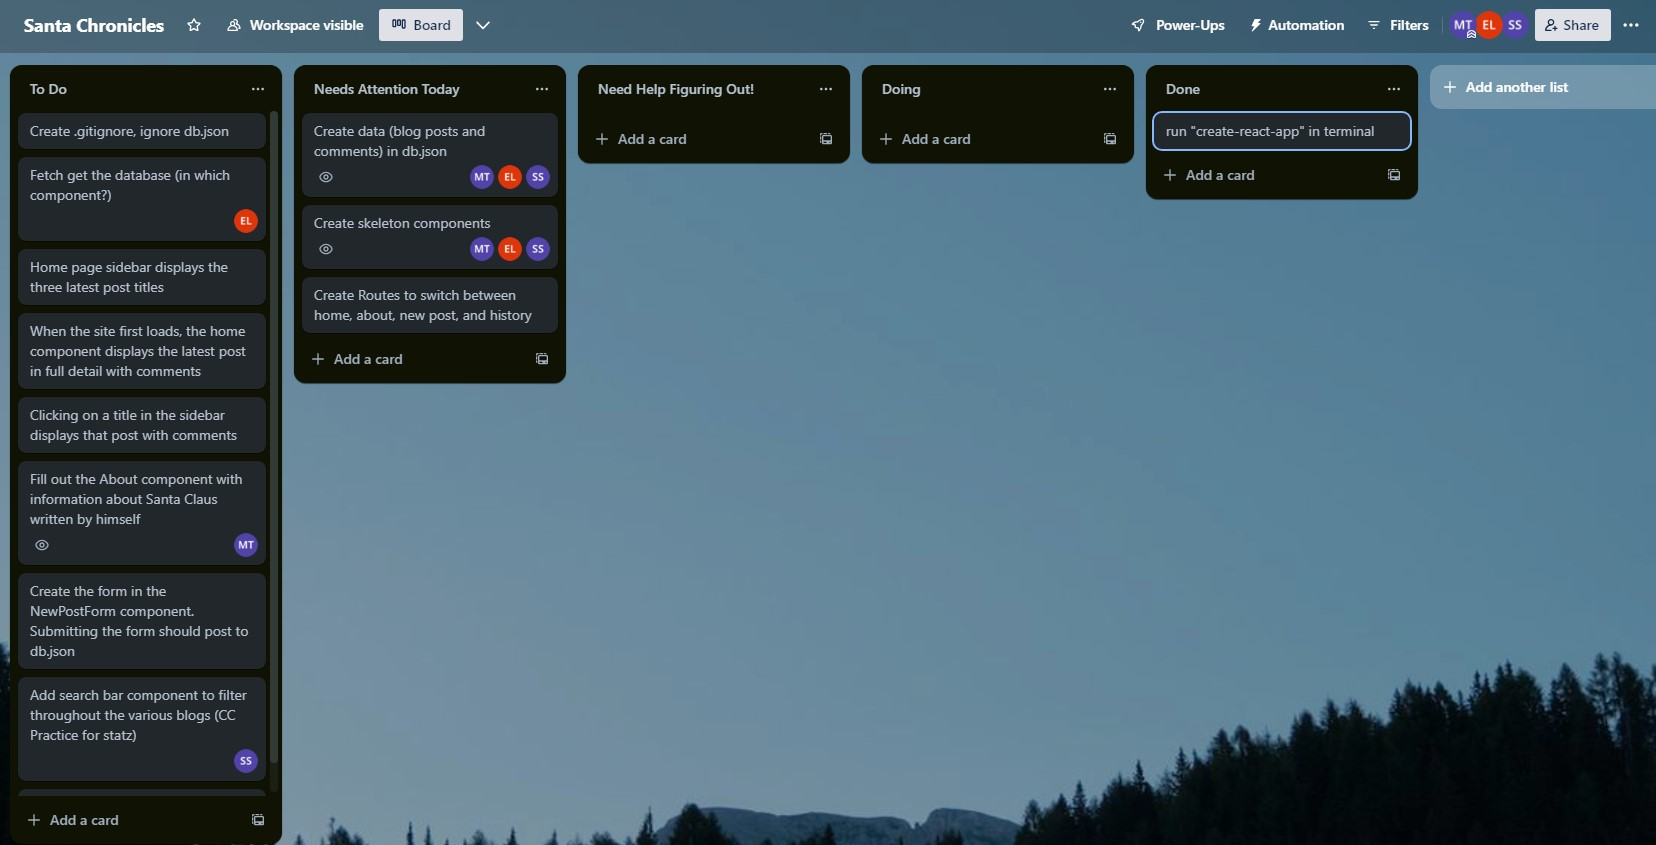 Santa Chronicles
Workspace visible
Board
Power-Ups
Automation
Filters
MT
EL
SS
Share
To Do
Create .gitignore, ignore db.json
Fetch get the database (in which
component?)
EL
Home page sidebar displays the
three latest post titles
When the site first loads, the home
component displays the latest post
in full detail with comments
Clicking on a title in the sidebar
displays that post with comments
Fill out the About component with
information about Santa Claus
written by himself
MT
Create the form in the
NewPostForm component.
Submitting the form should post to
db.json
Add search bar component to filter
throughout the various blogs (CC
Practice for statz)
SS
Add a card
Needs Attention Today
Create data (blog posts and
comments) in db.json
MT
EL
SS
Create skeleton components
MT
EL
SS
Create Routes to switch between
home, about, new post, and history
Add a card
Need Help Figuring Out!
Add a card
Doing
Add a card
Done
run "create-react-app" in terminal
Add a card
Add another list